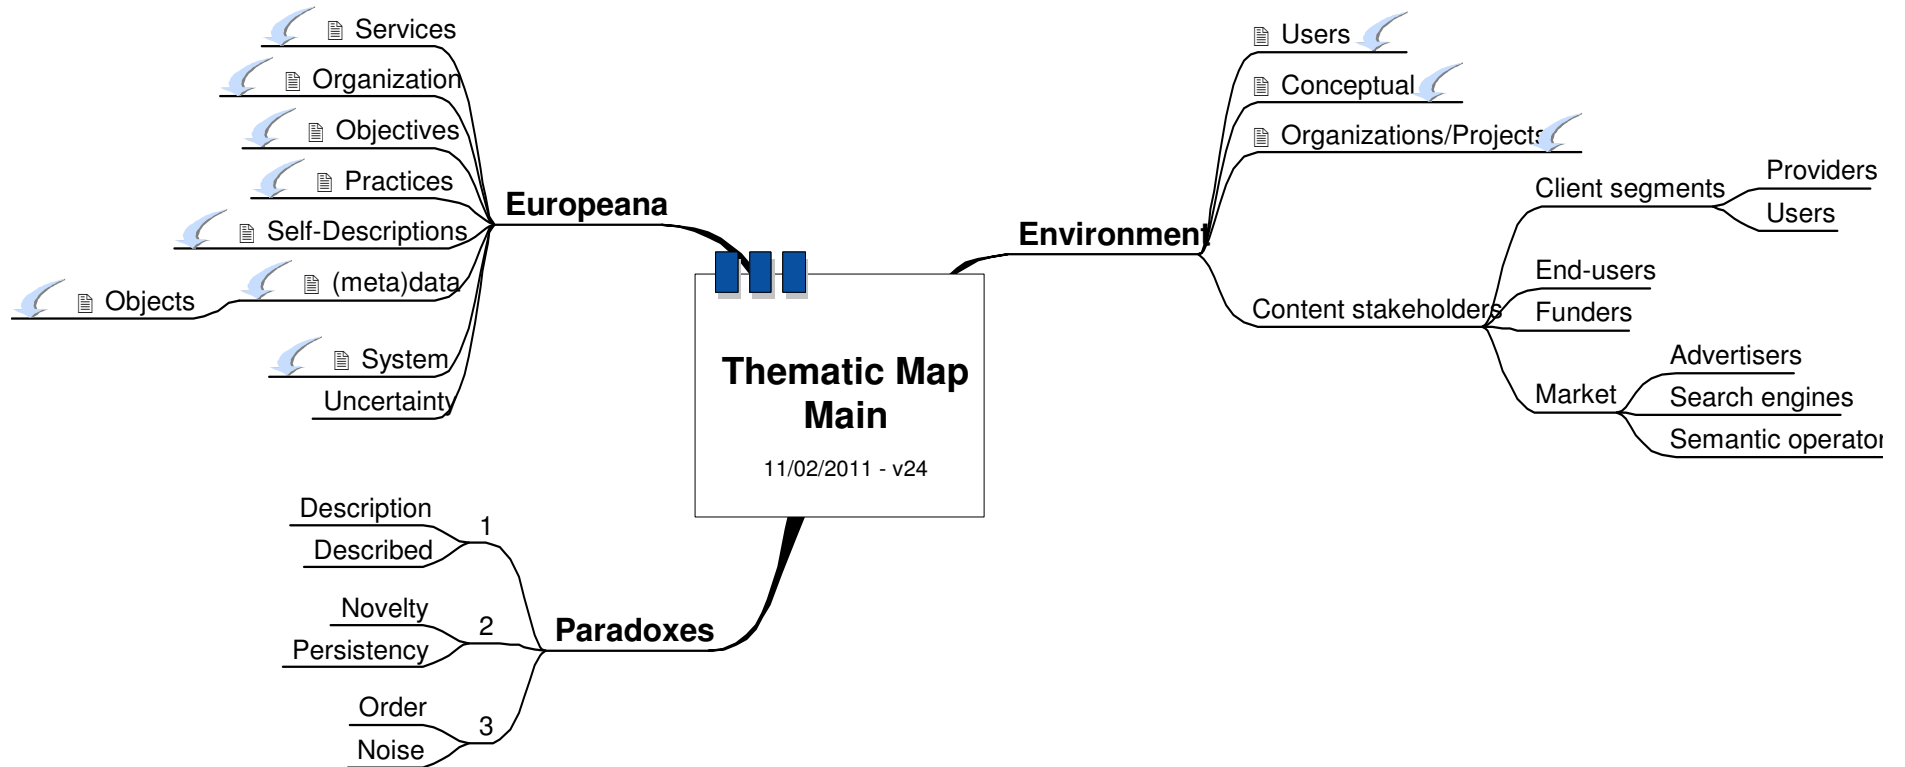 Services
Organization
Objectives
Practices
Self-Descriptions
(meta)data
Objects
System
Uncertainty
Europeana
Thematic Map
Main
11/02/2011 - v24
Environment
Users
Conceptual
Organizations/Projects
Content stakeholders
Client segments
Providers
Users
End-users
Funders
Market
Advertisers
Search engines
Semantic operator
Paradoxes
1
Description
Described
2
Novelty
Persistency
3
Order
Noise